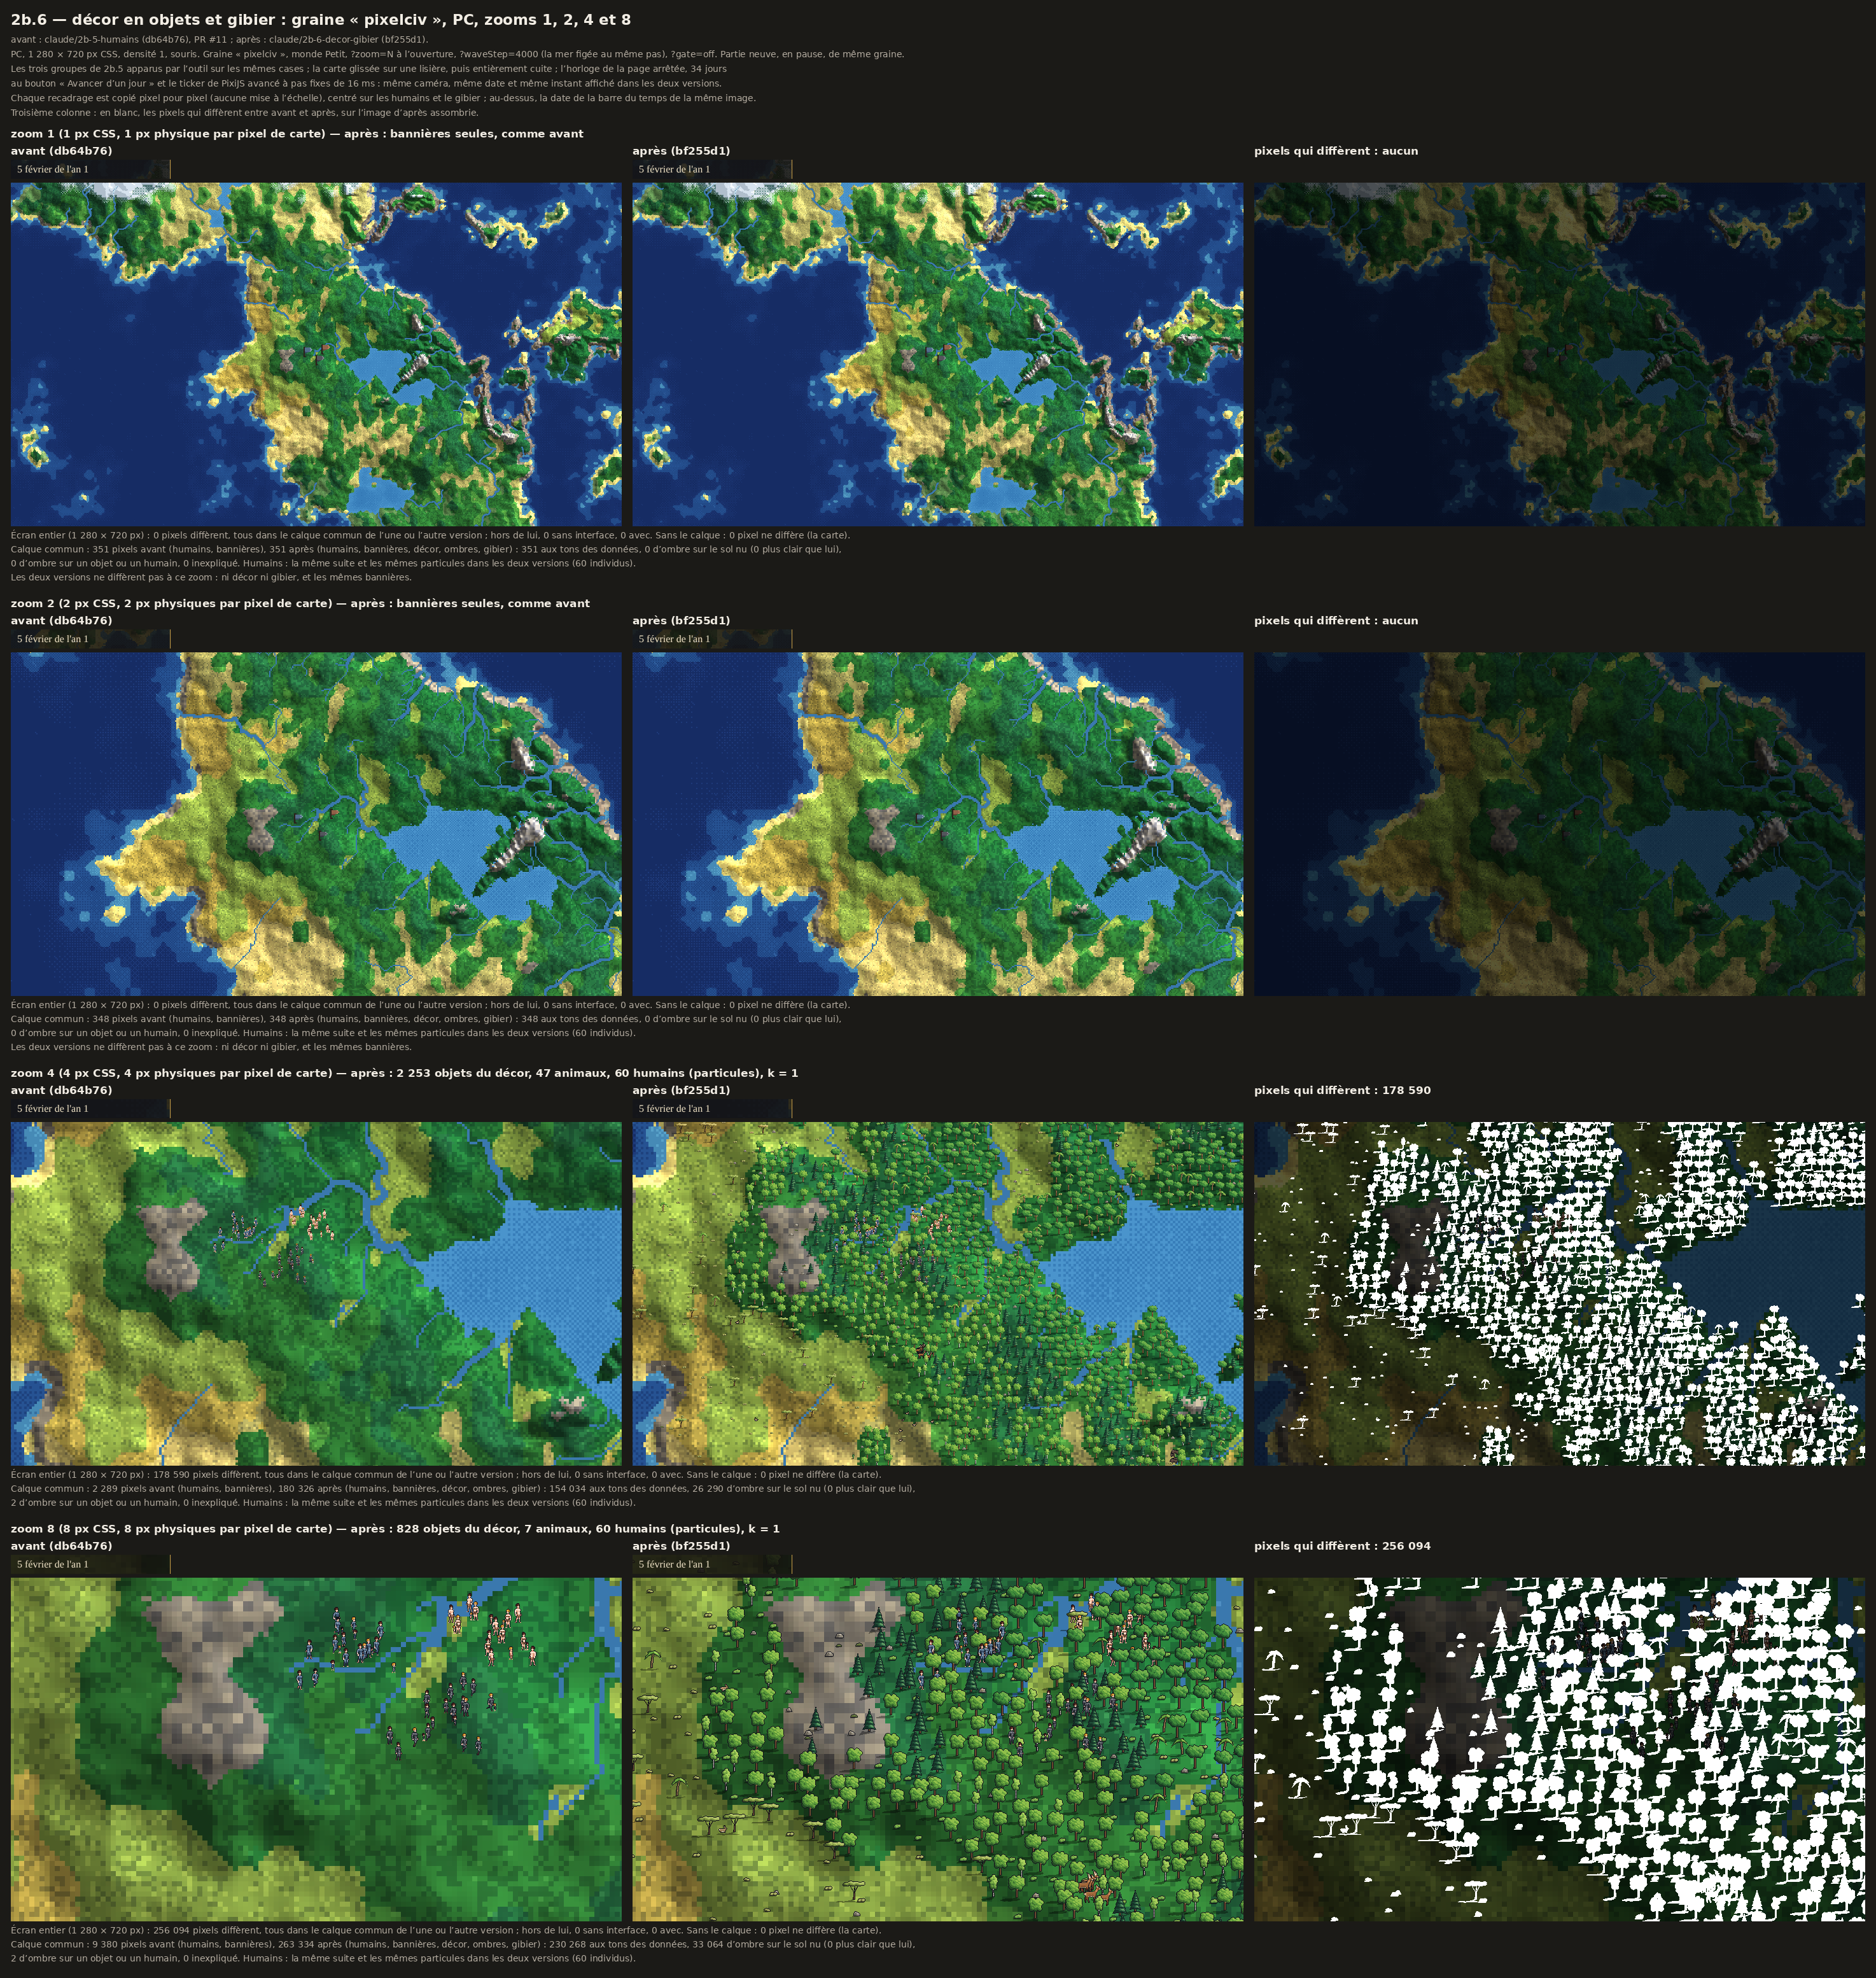 2b.6 — décor en objets et gibier : graine « pixelciv », PC, zooms 1, 2, 4 et 8
avant : claude/2b-5-humains (db64b76), PR #11 ; après : claude/2b-6-decor-gibier (bf255d1).
PC, 1 280 × 720 px CSS, densité 1, souris. Graine « pixelciv », monde Petit, ?zoom=N à l’ouverture, ?waveStep=4000 (la mer figée au même pas), ?gate=off. Partie neuve, en pause, de même graine.
Les trois groupes de 2b.5 apparus par l’outil sur les mêmes cases ; la carte glissée sur une lisière, puis entièrement cuite ; l’horloge de la page arrêtée, 34 jours
au bouton « Avancer d’un jour » et le ticker de PixiJS avancé à pas fixes de 16 ms : même caméra, même date et même instant affiché dans les deux versions.
Chaque recadrage est copié pixel pour pixel (aucune mise à l’échelle), centré sur les humains et le gibier ; au-dessus, la date de la barre du temps de la même image.
Troisième colonne : en blanc, les pixels qui diffèrent entre avant et après, sur l’image d’après assombrie.
zoom 1 (1 px CSS, 1 px physique par pixel de carte) — après : bannières seules, comme avant
avant (db64b76)
après (bf255d1)
pixels qui diffèrent : aucun
5 février de l'an 1
5 février de l'an 1
Écran entier (1 280 × 720 px) : 0 pixels diffèrent, tous dans le calque commun de l’une ou l’autre version ; hors de lui, 0 sans interface, 0 avec. Sans le calque : 0 pixel ne diffère (la carte).
Calque commun : 351 pixels avant (humains, bannières), 351 après (humains, bannières, décor, ombres, gibier) : 351 aux tons des données, 0 d’ombre sur le sol nu (0 plus clair que lui),
0 d’ombre sur un objet ou un humain, 0 inexpliqué. Humains : la même suite et les mêmes particules dans les deux versions (60 individus).
Les deux versions ne diffèrent pas à ce zoom : ni décor ni gibier, et les mêmes bannières.
zoom 2 (2 px CSS, 2 px physiques par pixel de carte) — après : bannières seules, comme avant
avant (db64b76)
après (bf255d1)
pixels qui diffèrent : aucun
5 février de l'an 1
5 février de l'an 1
Écran entier (1 280 × 720 px) : 0 pixels diffèrent, tous dans le calque commun de l’une ou l’autre version ; hors de lui, 0 sans interface, 0 avec. Sans le calque : 0 pixel ne diffère (la carte).
Calque commun : 348 pixels avant (humains, bannières), 348 après (humains, bannières, décor, ombres, gibier) : 348 aux tons des données, 0 d’ombre sur le sol nu (0 plus clair que lui),
0 d’ombre sur un objet ou un humain, 0 inexpliqué. Humains : la même suite et les mêmes particules dans les deux versions (60 individus).
Les deux versions ne diffèrent pas à ce zoom : ni décor ni gibier, et les mêmes bannières.
zoom 4 (4 px CSS, 4 px physiques par pixel de carte) — après : 2 253 objets du décor, 47 animaux, 60 humains (particules), k = 1
avant (db64b76)
après (bf255d1)
pixels qui diffèrent : 178 590
5 février de l'an 1
5 février de l'an 1
Écran entier (1 280 × 720 px) : 178 590 pixels diffèrent, tous dans le calque commun de l’une ou l’autre version ; hors de lui, 0 sans interface, 0 avec. Sans le calque : 0 pixel ne diffère (la carte).
Calque commun : 2 289 pixels avant (humains, bannières), 180 326 après (humains, bannières, décor, ombres, gibier) : 154 034 aux tons des données, 26 290 d’ombre sur le sol nu (0 plus clair que lui),
2 d’ombre sur un objet ou un humain, 0 inexpliqué. Humains : la même suite et les mêmes particules dans les deux versions (60 individus).
zoom 8 (8 px CSS, 8 px physiques par pixel de carte) — après : 828 objets du décor, 7 animaux, 60 humains (particules), k = 1
avant (db64b76)
après (bf255d1)
pixels qui diffèrent : 256 094
5 février de l'an 1
5 février de l'an 1
Écran entier (1 280 × 720 px) : 256 094 pixels diffèrent, tous dans le calque commun de l’une ou l’autre version ; hors de lui, 0 sans interface, 0 avec. Sans le calque : 0 pixel ne diffère (la carte).
Calque commun : 9 380 pixels avant (humains, bannières), 263 334 après (humains, bannières, décor, ombres, gibier) : 230 268 aux tons des données, 33 064 d’ombre sur le sol nu (0 plus clair que lui),
2 d’ombre sur un objet ou un humain, 0 inexpliqué. Humains : la même suite et les mêmes particules dans les deux versions (60 individus).